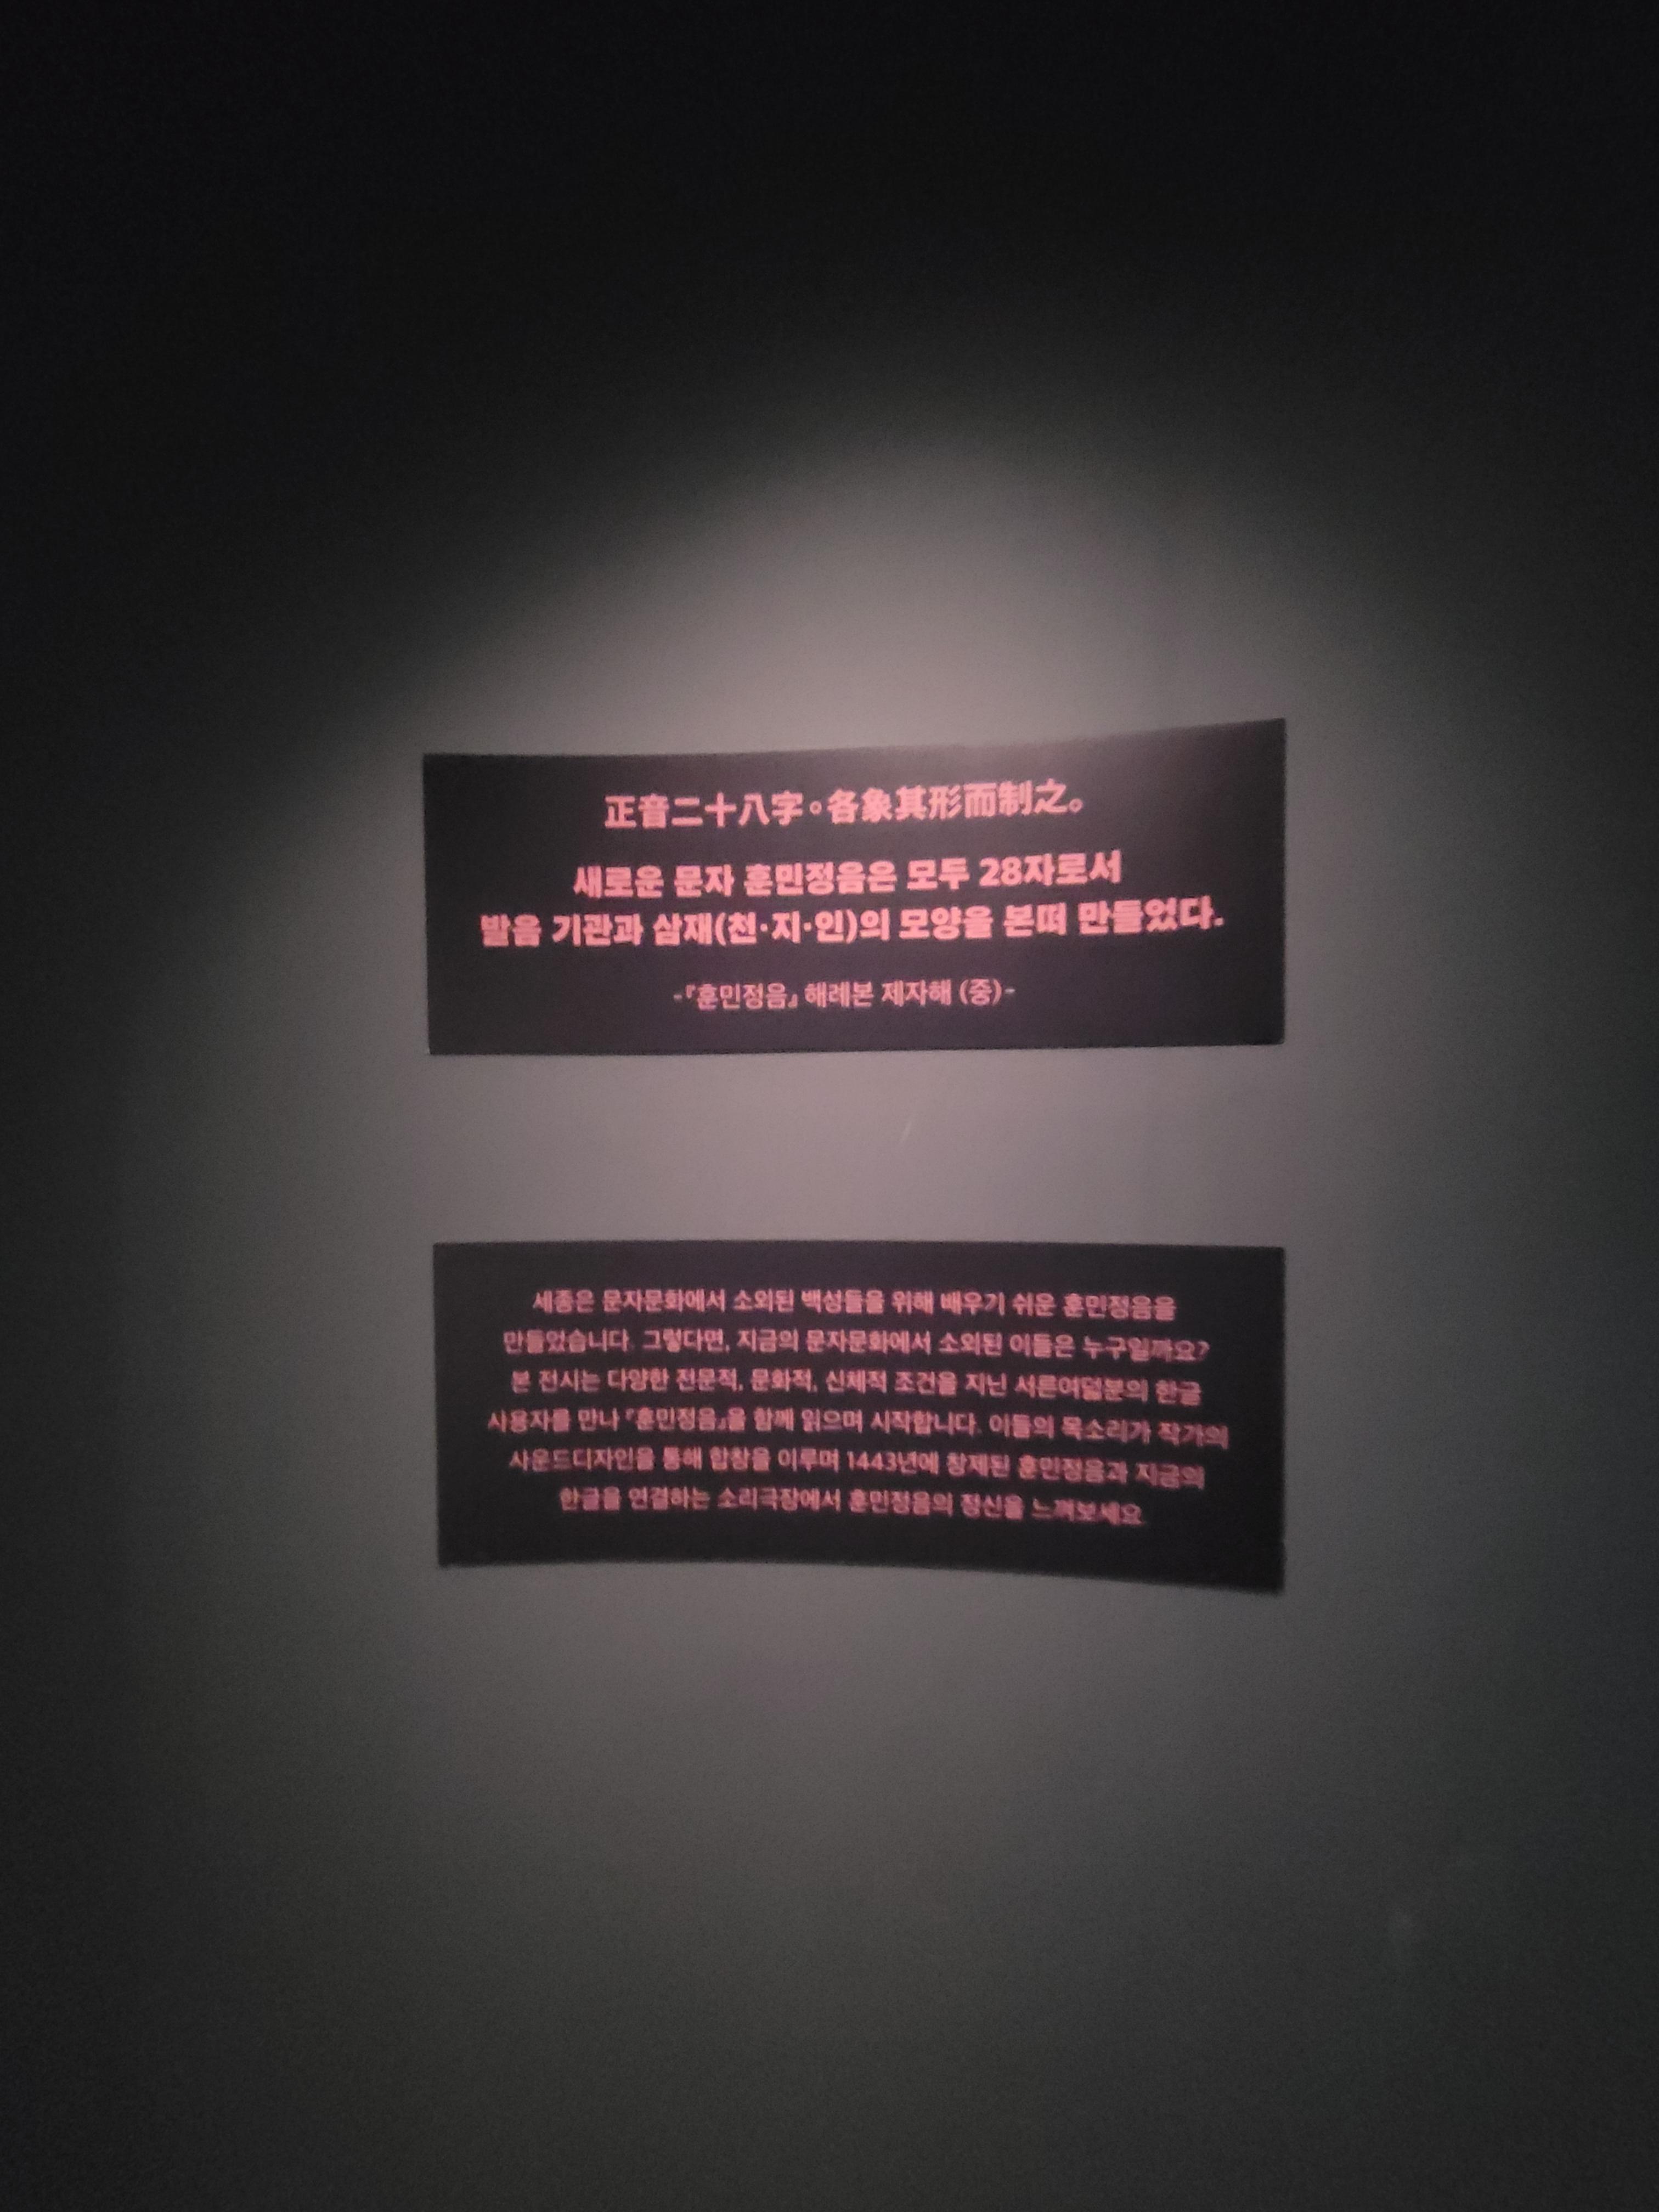 正音二十八字。各象其形而制之。
새로운 문자 훈민정음은 모두 28자로서
발음 기관과 삼재(천·지·인)의 모양을 본떠 만들었다.
-『훈민정음』 해례본 제자해 (중)-
세종은 문자문화에서 소외된 백성들을 위해 배우기 쉬운 훈민정음을
만들었습니다. 그렇다면, 지금의 문자문화에서 소외된 이들은 누구일까요?
본 전시는 다양한 전문적, 문화적, 신체적 조건을 지닌 서른여덟분의 한글
사용자를 만나 『훈민정음』을 함께 읽으며 시작합니다. 이들의 목소리가 작가의
사운드디자인을 통해 합창을 이루며 1443년에 창제된 훈민정음과 지금의
한글을 연결하는 소리극장에서 훈민정음의 정신을 느껴보세요.